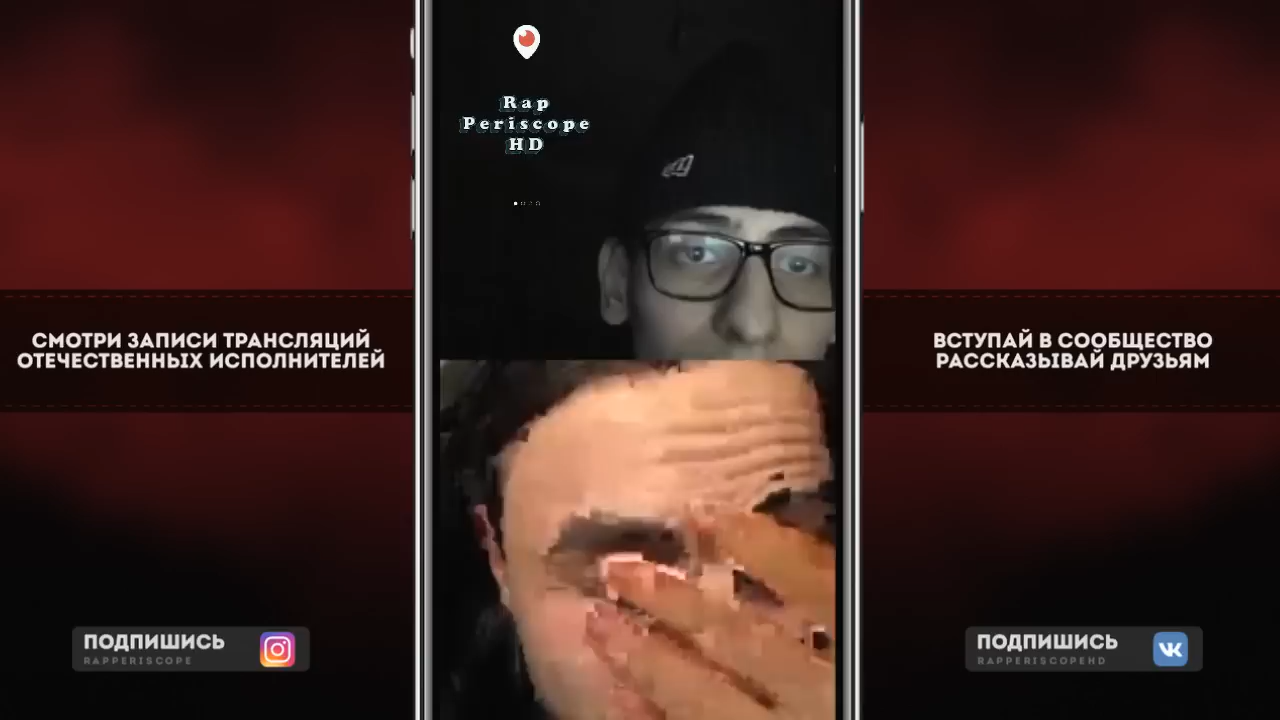 Rap
Periscope
HD
СМОТРИ ЗАПИСИ ТРАНСЛЯЦИЙ
ОТЕЧЕСТВЕННЫХ ИСПОЛНИТЕЛЕЙ
ВСТУПАЙ В СООБЩЕСТВО
РАССКАЗЫВАЙ ДРУЗЬЯМ
ПОДПИШИСЬ
RAPPERISCOPE
ПОДПИШИСЬ
RAPPERISCOPEHD